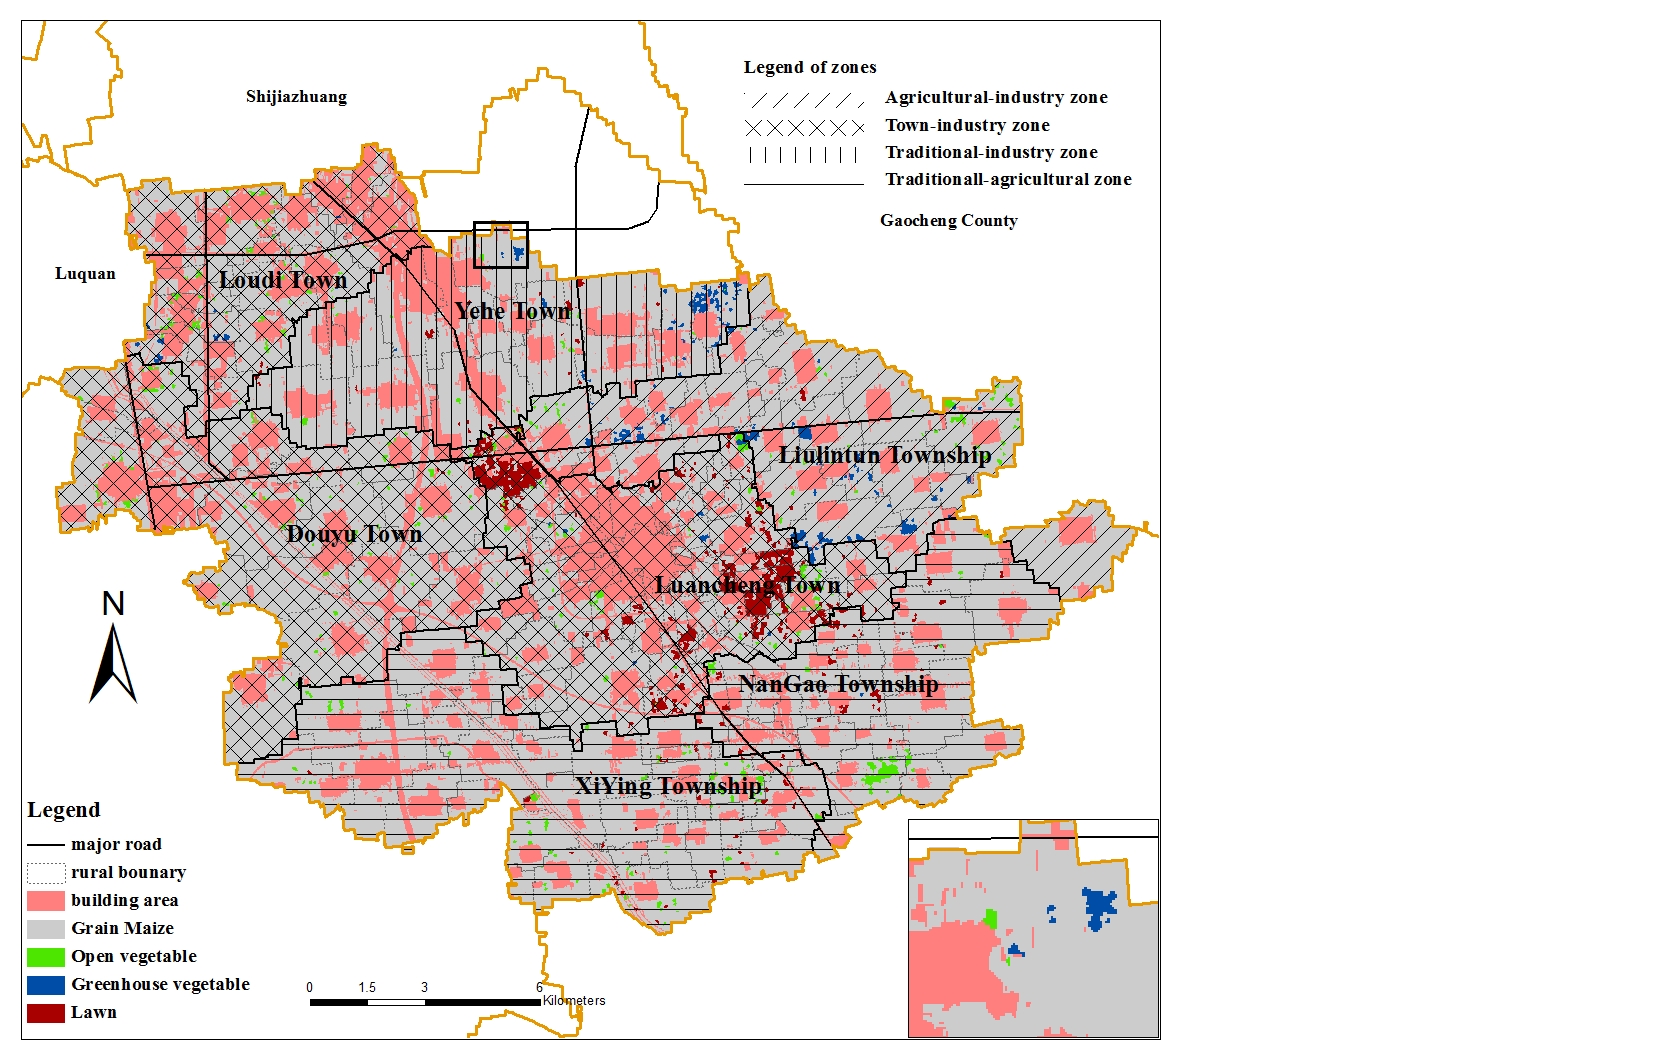 Legend of zones
Shijiazhuang
Agricultural-industry zone
Town-industry zone
Traditional-industry zone
Traditionall-agricultural zone
Gaocheng County
Luquan
Loudi Town
Yehe Town
Liulintun Township
Douyu Town
Luancheng Town
N
NanGao Township
XiYing Township
Legend
major road
rural bounary
building area
Grain Maize
Open vegetable
Greenhouse vegetable
Lawn
0 1.5 3 6
Kilometers